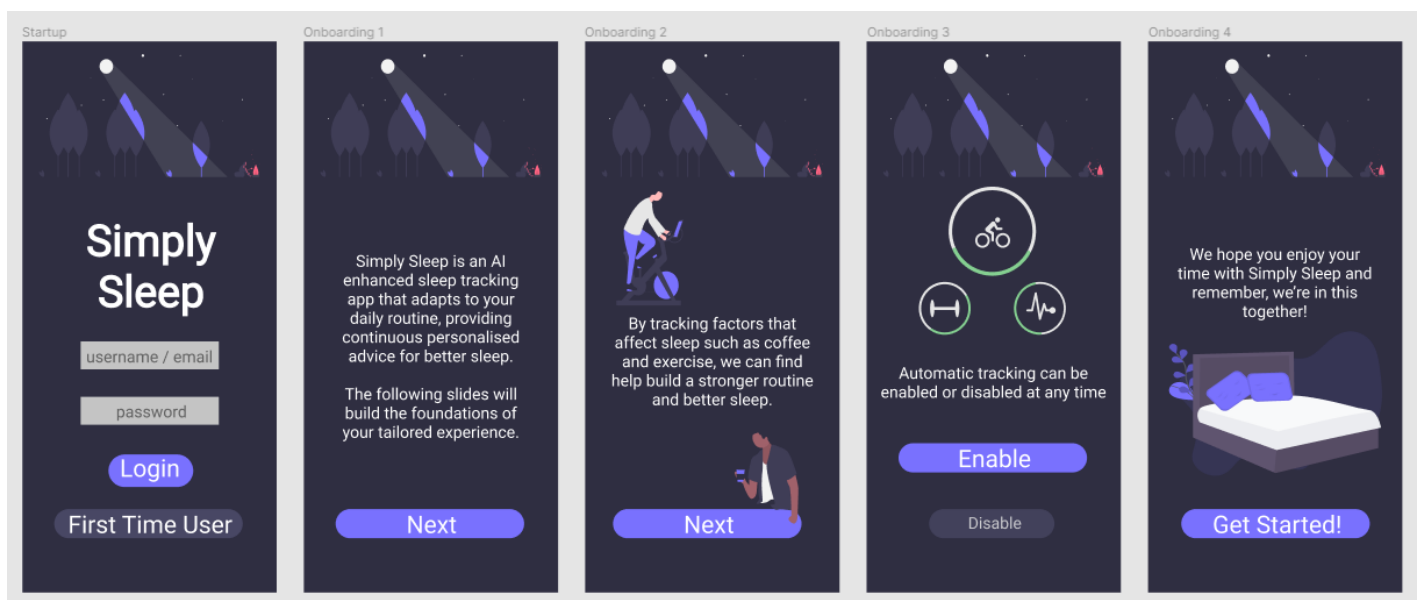 Startup
Simply
Sleep
username / email
password
Login
First Time User
Onboarding 1
Simply Sleep is an AI
enhanced sleep tracking
app that adapts to your
daily routine, providing
continuous personalised
advice for better sleep.
The following slides will
build the foundations of
your tailored experience.
Next
Onboarding 2
By tracking factors that
affect sleep such as coffee
and exercise, we can find
help build a stronger routine
and better sleep.
Next
Onboarding 3
Automatic tracking can be
enabled or disabled at any time
Enable
Disable
Onboarding 4
We hope you enjoy your
time with Simply Sleep and
remember, we're in this
together!
Get Started!